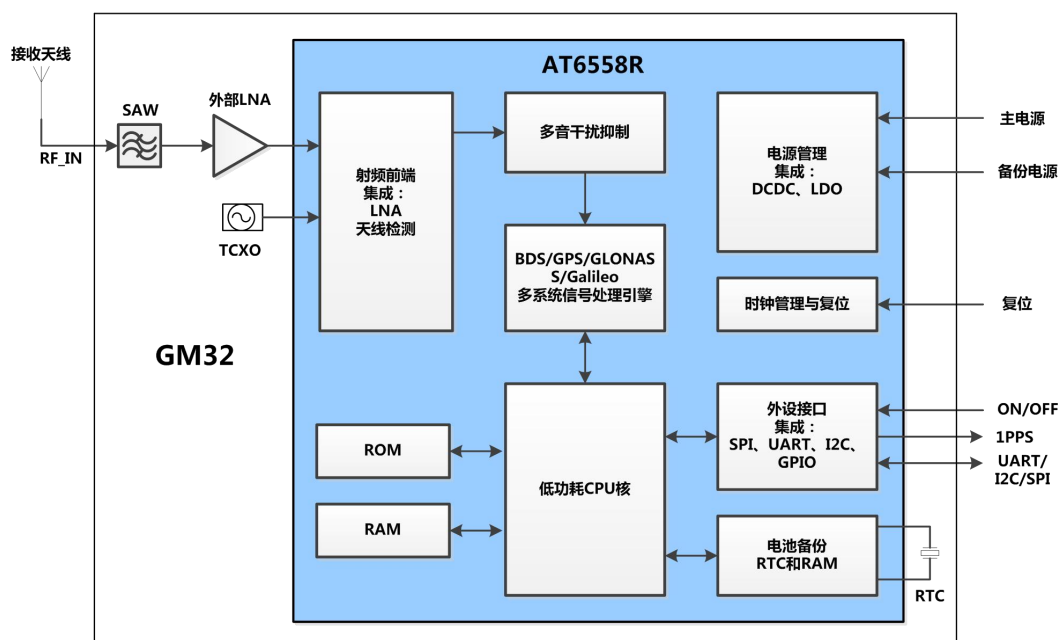 接收天线
SAW
外部LNA
RF_IN
TCXO
GM32
AT6558R
射频前端
集成：
LNA
天线检测
多音干扰抑制
BDS/GPS/GLONAS
S/Galileo
多系统信号处理引擎
电源管理
集成：
DCDC、LDO
时钟管理与复位
主电源
备份电源
复位
ROM
RAM
低功耗CPU核
外设接口
集成：
SPI、UART、I2C、
GPIO
ON/OFF
1PPS
UART/
I2C/SPI
电池备份
RTC和RAM
RTC